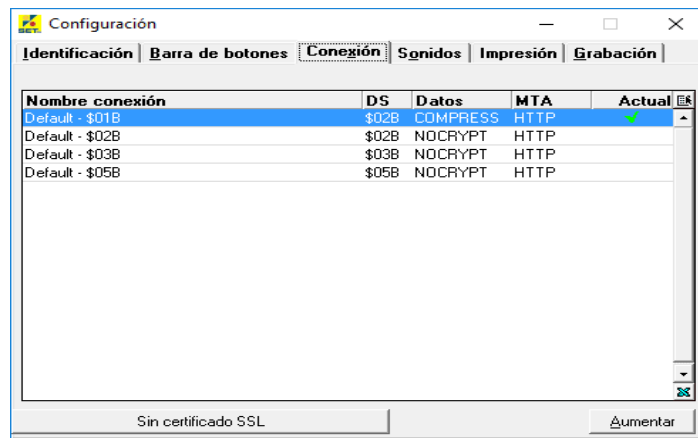 SET. Configuración
Identificación Barra de botones Conexión Sonidos Impresión Grabación
Nombre conexión DS Datos MTA Actual
Default - $01B $02B COMPRESS HTTP
Default - $02B $02B NOCRYPT HTTP
Default - $03B $03B NOCRYPT HTTP
Default - $05B $05B NOCRYPT HTTP
Sin certificado SSL Aumentar